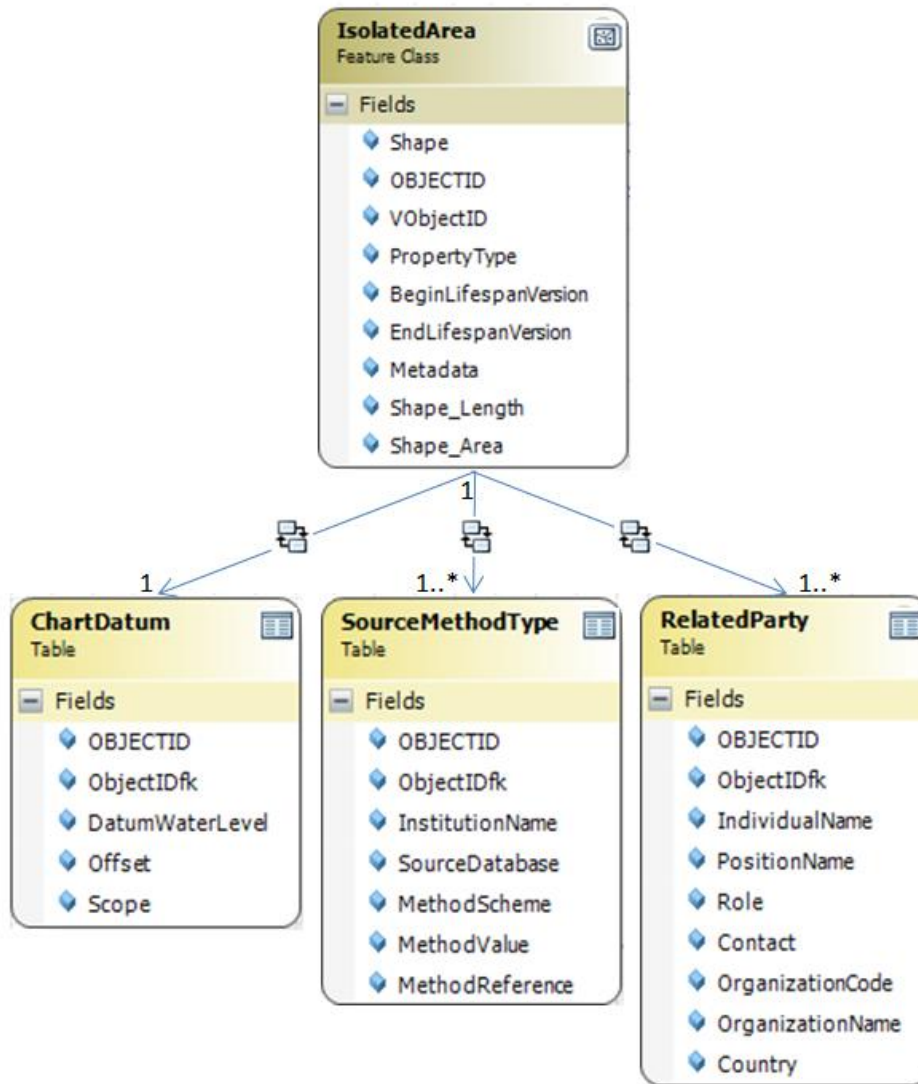 IsolatedArea
Feature Class
Fields
Shape
OBJECTID
VObjectID
PropertyType
BeginLifespanVersion
EndLifespanVersion
Metadata
Shape_Length
Shape_Area
1
1
1..*
1..*
ChartDatum
Table
Fields
OBJECTID
ObjectIDfk
DatumWaterLevel
Offset
Scope
SourceMethodType
Table
Fields
OBJECTID
ObjectIDfk
InstitutionName
SourceDatabase
MethodScheme
MethodValue
MethodReference
RelatedParty
Table
Fields
OBJECTID
ObjectIDfk
IndividualName
PositionName
Role
Contact
OrganizationCode
OrganizationName
Country